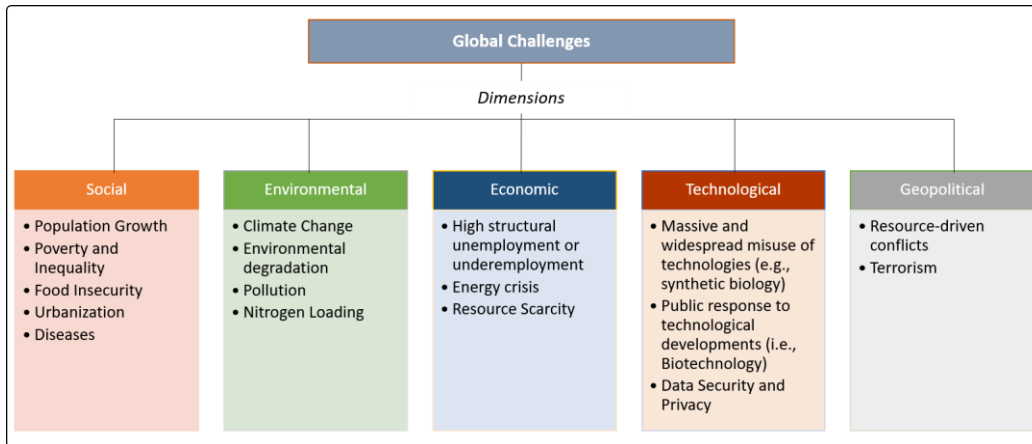 Global Challenges
Dimensions
Social
• Population Growth
• Poverty and
Inequality
• Food Insecurity
• Urbanization
• Diseases
Environmental
• Climate Change
• Environmental
degradation
• Pollution
• Nitrogen Loading
Economic
• High structural
unemployment or
underemployment
• Energy crisis
• Resource Scarcity
Technological
• Massive and
widespread misuse of
technologies (e.g.,
synthetic biology)
• Public response to
technological
developments (i.e.,
Biotechnology)
• Data Security and
Privacy
Geopolitical
• Resource-driven
conflicts
• Terrorism